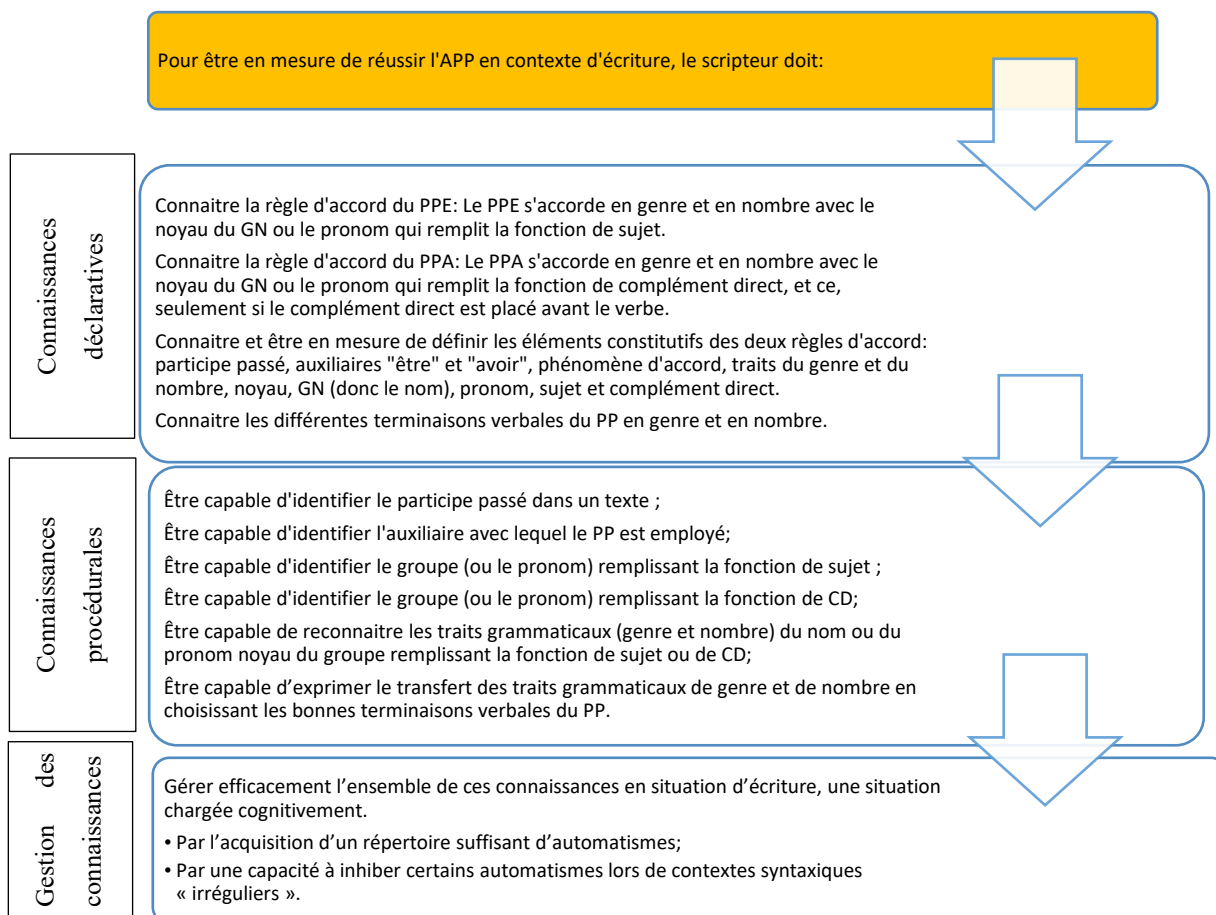 Pour être en mesure de réussir l'APP en contexte d'écriture, le scripteur doit:
Connaissances
déclaratives
Connaitre la règle d'accord du PPE: Le PPE s'accorde en genre et en nombre avec le
noyau du GN ou le pronom qui remplit la fonction de sujet.
Connaitre la règle d'accord du PPA: Le PPA s'accorde en genre et en nombre avec le
noyau du GN ou le pronom qui remplit la fonction de complément direct, et ce,
seulement si le complément direct est placé avant le verbe.
Connaitre et être en mesure de définir les éléments constitutifs des deux règles d'accord:
participe passé, auxiliaires "être" et "avoir", phénomène d'accord, traits du genre et du
nombre, noyau, GN (donc le nom), pronom, sujet et complément direct.
Connaitre les différentes terminaisons verbales du PP en genre et en nombre.
Connaissances
procédurales
Être capable d'identifier le participe passé dans un texte ;
Être capable d'identifier l'auxiliaire avec lequel le PP est employé;
Être capable d'identifier le groupe (ou le pronom) remplissant la fonction de sujet ;
Être capable d'identifier le groupe (ou le pronom) remplissant la fonction de CD;
Être capable de reconnaitre les traits grammaticaux (genre et nombre) du nom ou du
pronom noyau du groupe remplissant la fonction de sujet ou de CD;
Être capable d’exprimer le transfert des traits grammaticaux de genre et de nombre en
choisissant les bonnes terminaisons verbales du PP.
Gestion des
connaissances
Gérer efficacement l’ensemble de ces connaissances en situation d’écriture, une situation
chargée cognitivement.
• Par l’acquisition d’un répertoire suffisant d’automatismes;
• Par une capacité à inhiber certains automatismes lors de contextes syntaxiques
« irréguliers ».